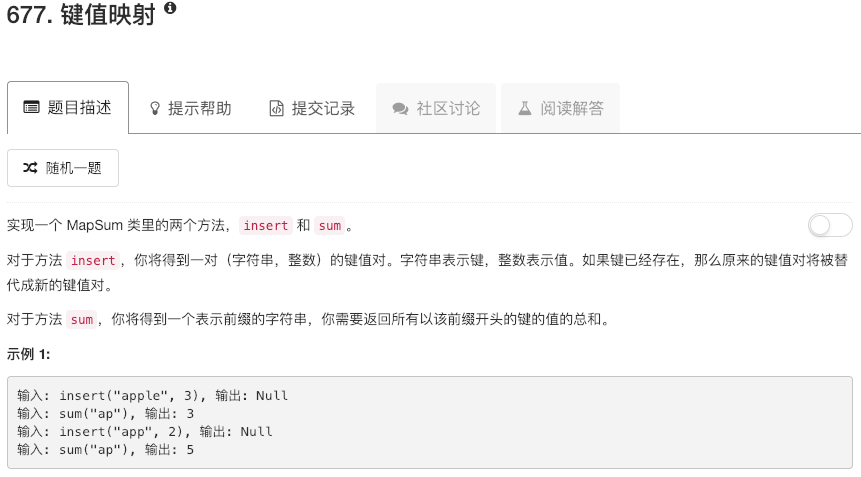 677. 键值映射
题目描述
提示帮助
提交记录
社区讨论
阅读解答
随机一题
实现一个 MapSum 类里的两个方法，insert 和 sum。
对于方法 insert，你将得到一对（字符串，整数）的键值对。字符串表示键，整数表示值。如果键已经存在，那么原来的键值对将被替
代成新的键值对。
对于方法 sum，你将得到一个表示前缀的字符串，你需要返回所有以该前缀开头的键的值的总和。
示例 1:
输入: insert("apple", 3), 输出: Null
输入: sum("ap"), 输出: 3
输入: insert("app", 2), 输出: Null
输入: sum("ap"), 输出: 5